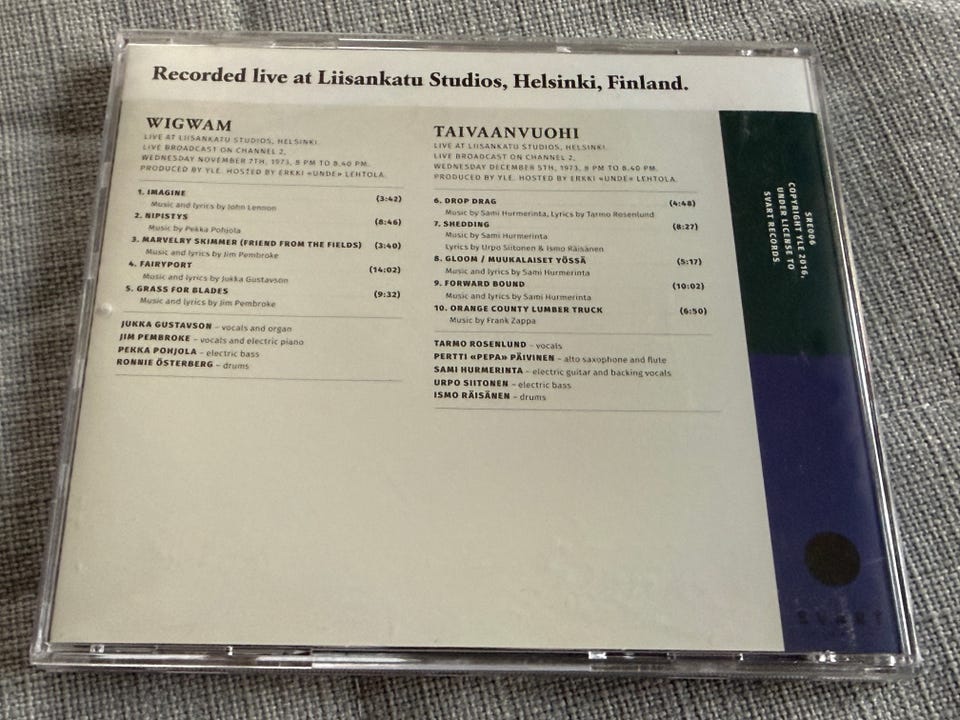 Recorded live at Liisankatu Studios, Helsinki, Finland.
WIGWAM
LIVE AT LIISANKATU STUDIOS, HELSINKI.
LIVE BROADCAST ON CHANNEL 2,
WEDNESDAY NOVEMBER 7TH, 1973, 8 PM TO 8.40 PM.
PRODUCED BY YLE. HOSTED BY ERKKI «UNDE» LEHTOLA.
1. IMAGINE (3:42)
Music and lyrics by John Lennon
2. NIPISTYS (8:46)
Music by Pekka Pohjola
3. MARVELRY SKIMMER (FRIEND FROM THE FIELDS) (3:40)
Music and lyrics by Jim Pembroke
4. FAIRYPORT (14:02)
Music and lyrics by Jukka Gustavson
5. GRASS FOR BLADES (9:32)
Music and lyrics by Jim Pembroke
JUKKA GUSTAVSON – vocals and organ
JIM PEMBROKE – vocals and electric piano
PEKKA POHJOLA – electric bass
RONNIE ÖSTERBERG – drums
TAIVAANVUOHI
LIVE AT LIISANKATU STUDIOS, HELSINKI.
LIVE BROADCAST ON CHANNEL 2,
WEDNESDAY DECEMBER 5TH, 1973, 8 PM TO 8.40 PM.
PRODUCED BY YLE. HOSTED BY ERKKI «UNDE» LEHTOLA.
6. DROP DRAG (4:48)
Music by Sami Hurmerinta, Lyrics by Tarmo Rosenlund
7. SHEDDING (8:27)
Music by Sami Hurmerinta
Lyrics by Urpo Siitonen & Ismo Räisänen
8. GLOOM / MUUKALAISET YÖSSÄ (5:17)
Music and lyrics by Sami Hurmerinta
9. FORWARD BOUND (10:02)
Music and lyrics by Sami Hurmerinta
10. ORANGE COUNTY LUMBER TRUCK (6:50)
Music by Frank Zappa
TARMO ROSENLUND – vocals
PERTTI «PEPA» PÄIVINEN – alto saxophone and flute
SAMI HURMERINTA – electric guitar and backing vocals
URPO SIITONEN – electric bass
ISMO RÄISÄNEN – drums
SRE006
COPYRIGHT YLE 2016,
UNDER LICENSE TO
SVART RECORDS
SVART